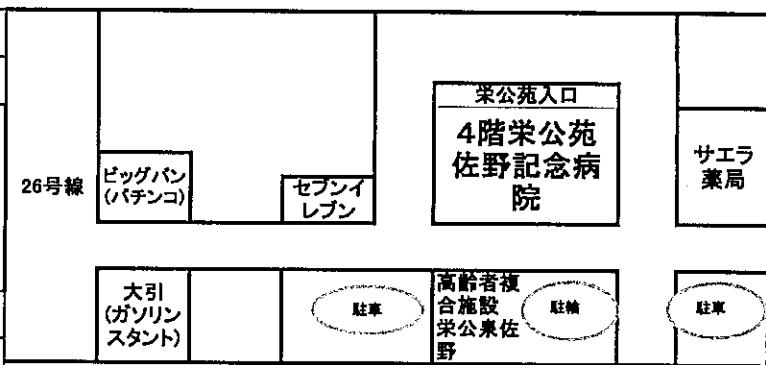 栄公苑入口
4階栄公苑
佐野記念病
院
サエラ
薬局
26号線
ビッグバン
(パチンコ)
セブンイ
レブン
大引
(ガソリン
スタント)
駐車
高齢者複
合施設
栄公泉佐
野
駐輪
駐車